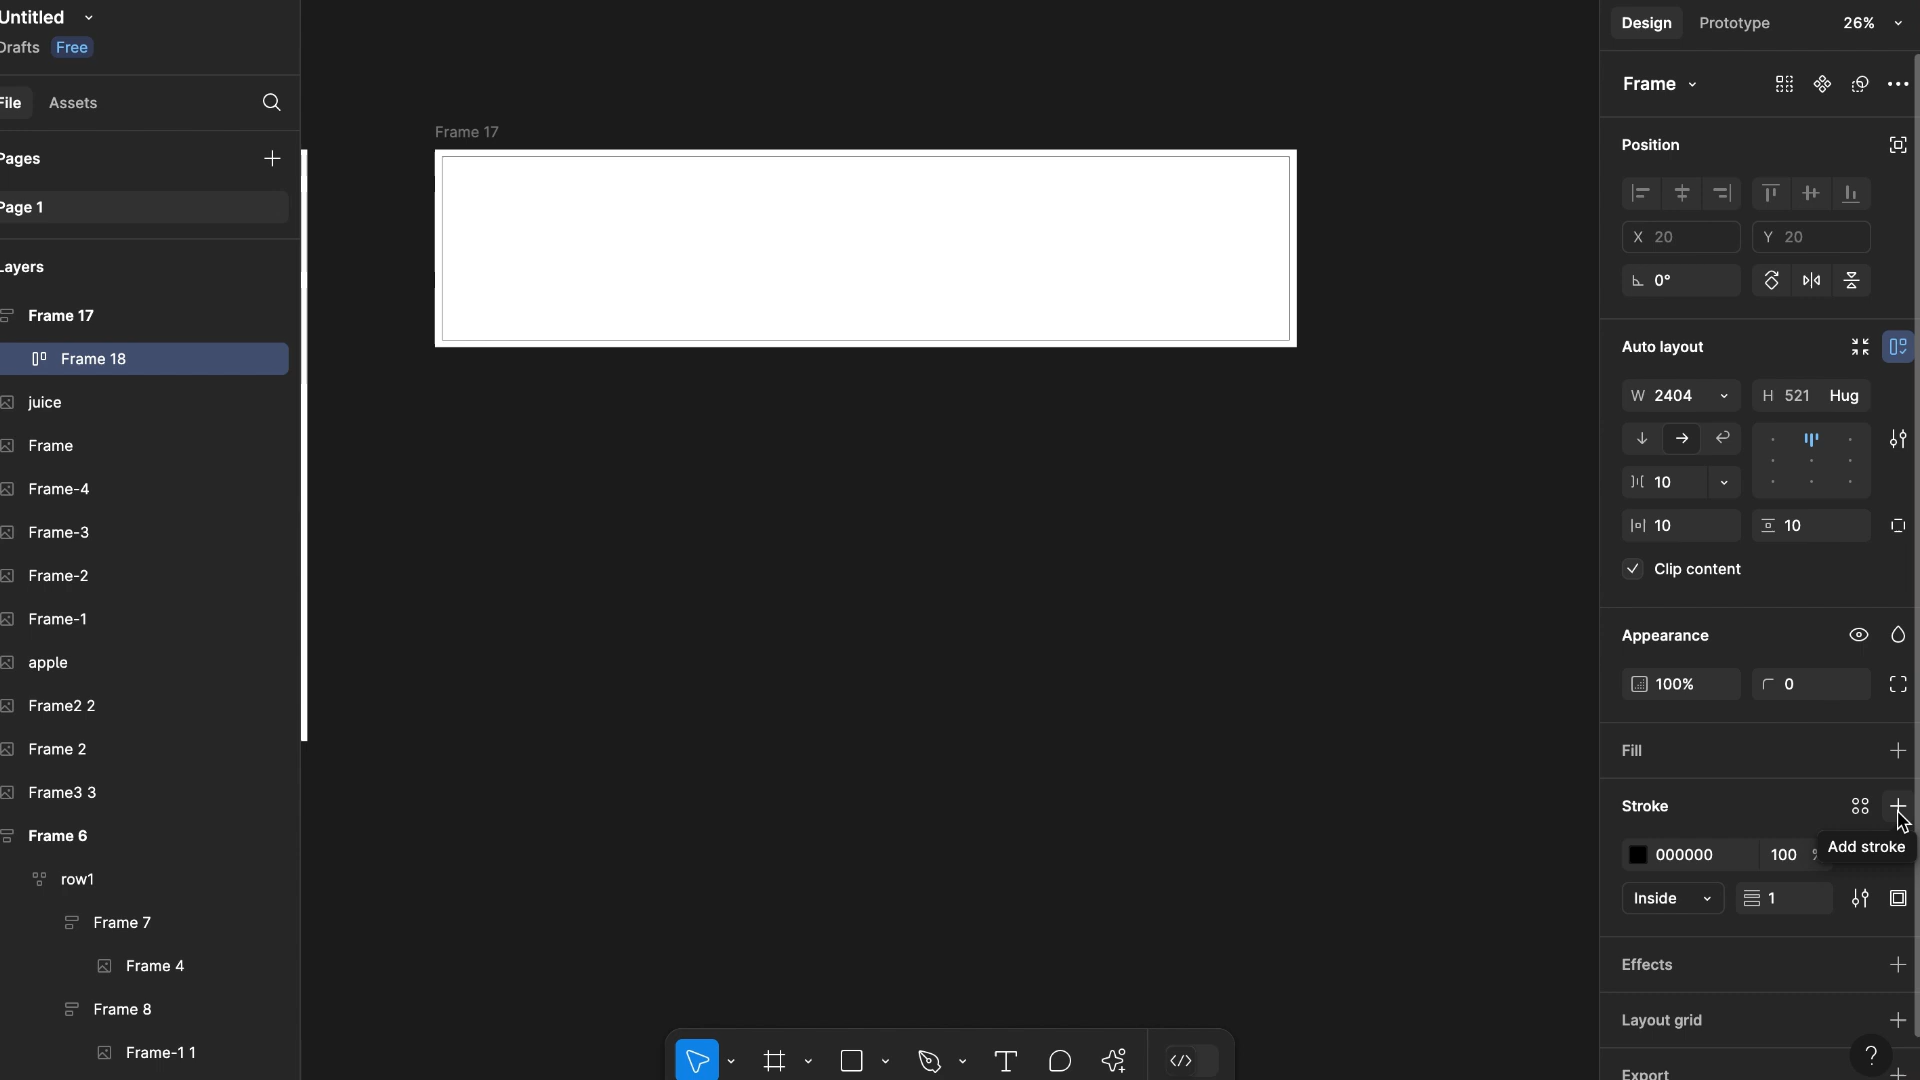 Untitled
Drafts Free
File Assets
Pages
Page 1
Layers
Frame 17
Frame 18
juice
Frame
Frame-4
Frame-3
Frame-2
Frame-1
apple
Frame2 2
Frame 2
Frame3 3
Frame 6
row1
Frame 7
Frame 4
Frame 8
Frame-1 1
Frame 17
Design Prototype 26%
Frame
Position
X 20 Y 20
0°
Auto layout
W 2404 H 521 Hug
10
10 10
Clip content
Appearance
100% 0
Fill
Stroke
Add stroke
000000 100
Inside 1
Effects
Layout grid
?
Export